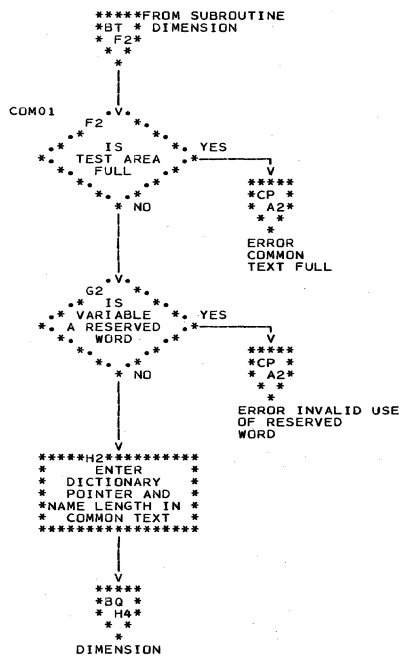 *****FROM SUBROUTINE
*BT * DIMENSION
* F2*
* *
*
COM01
.V.
F2 *.
.* IS *. YES
*. TEST AREA .*
*. FULL .*
* NO
V
*****
*CP *
* A2*
* *
*
ERROR
COMMON
TEXT FULL
.V.
G2 *.
.* IS *.
.* VARIABLE *. YES
*. A RESERVED .*
*. WORD .*
* NO
V
*****
*CP *
* A2*
* *
*
ERROR INVALID USE
OF RESERVED
WORD
V
*****H2**********
* ENTER *
* DICTIONARY *
* POINTER AND *
*NAME LENGTH IN *
* COMMON TEXT *
*****************
V
*****
*BQ *
* H4*
* *
*
DIMENSION